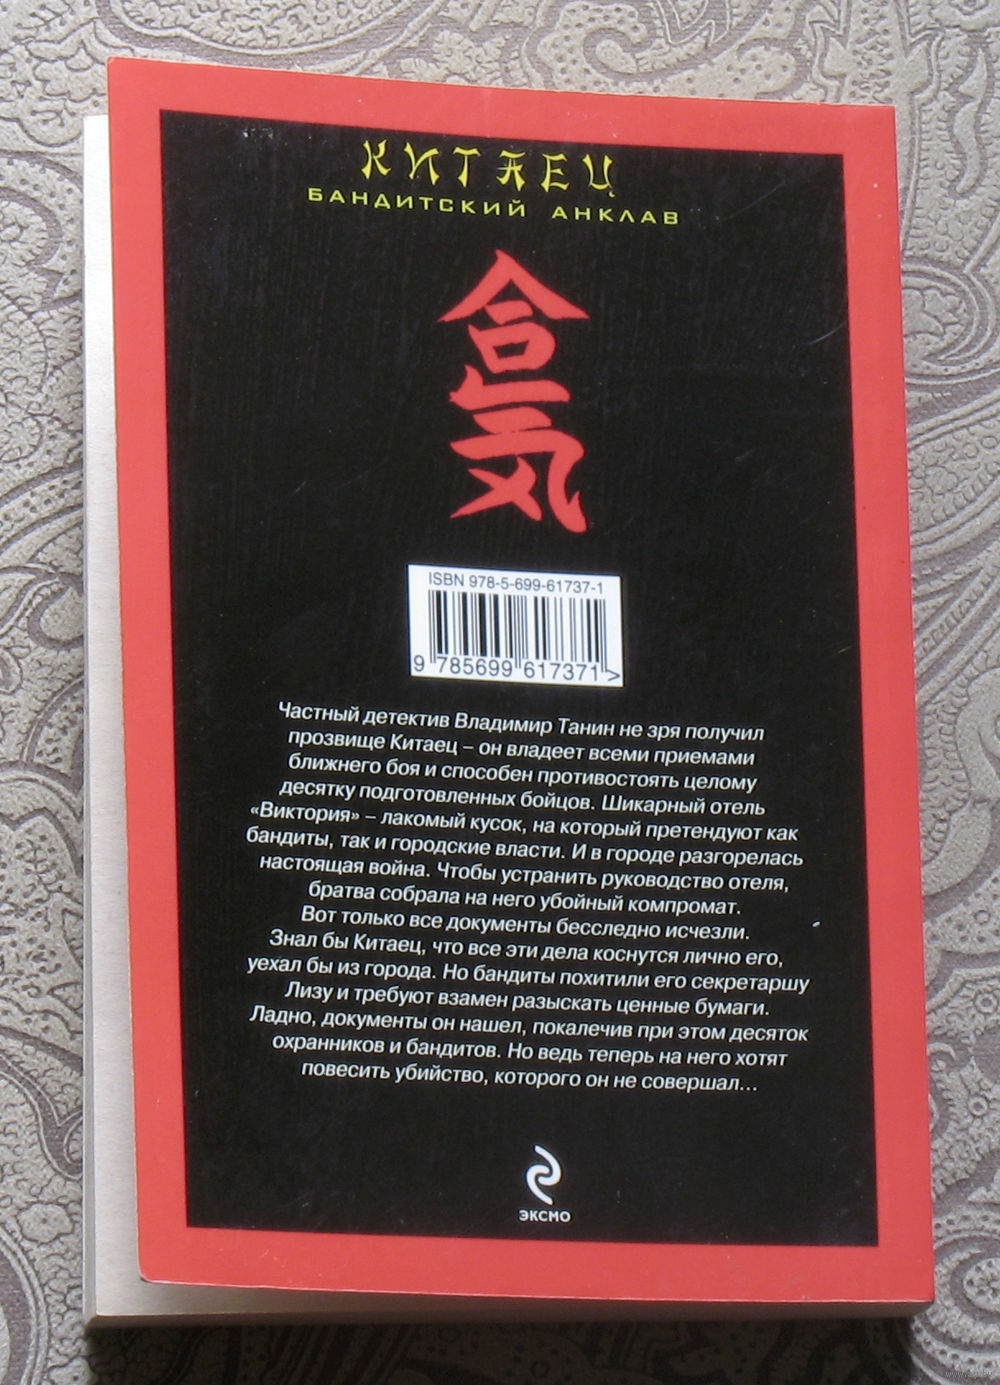 КИТАЕЦ
БАНДИТСКИЙ АНКЛАВ
合
気
ISBN 978-5-699-61737-1
9 785699 617371 >
Частный детектив Владимир Танин не зря получил
прозвище Китаец – он владеет всеми приемами
ближнего боя и способен противостоять целому
десятку подготовленных бойцов. Шикарный отель
«Виктория» – лакомый кусок, на который претендуют как
бандиты, так и городские власти. И в городе разгорелась
настоящая война. Чтобы устранить руководство отеля,
братва собрала на него убойный компромат.
Вот только все документы бесследно исчезли.
Знал бы Китаец, что все эти дела коснутся лично его,
уехал бы из города. Но бандиты похитили его секретаршу
Лизу и требуют взамен разыскать ценные бумаги.
Ладно, документы он нашел, покалечив при этом десяток
охранников и бандитов. Но ведь теперь на него хотят
повесить убийство, которого он не совершал...
ЭКСМО